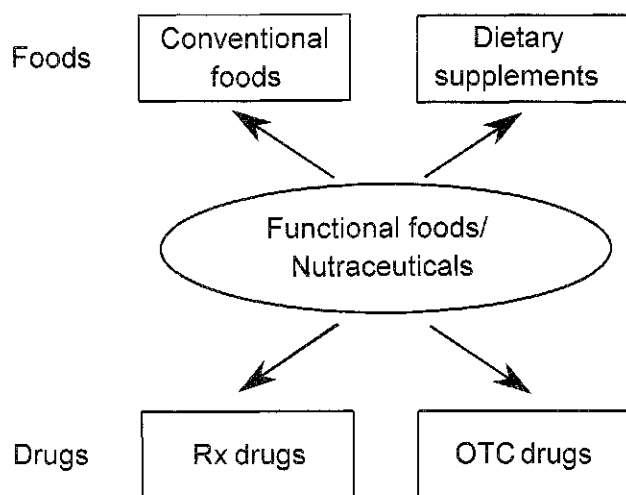 Foods
Conventional
foods
Dietary
supplements
Functional foods/
Nutraceuticals
Drugs
Rx drugs
OTC drugs